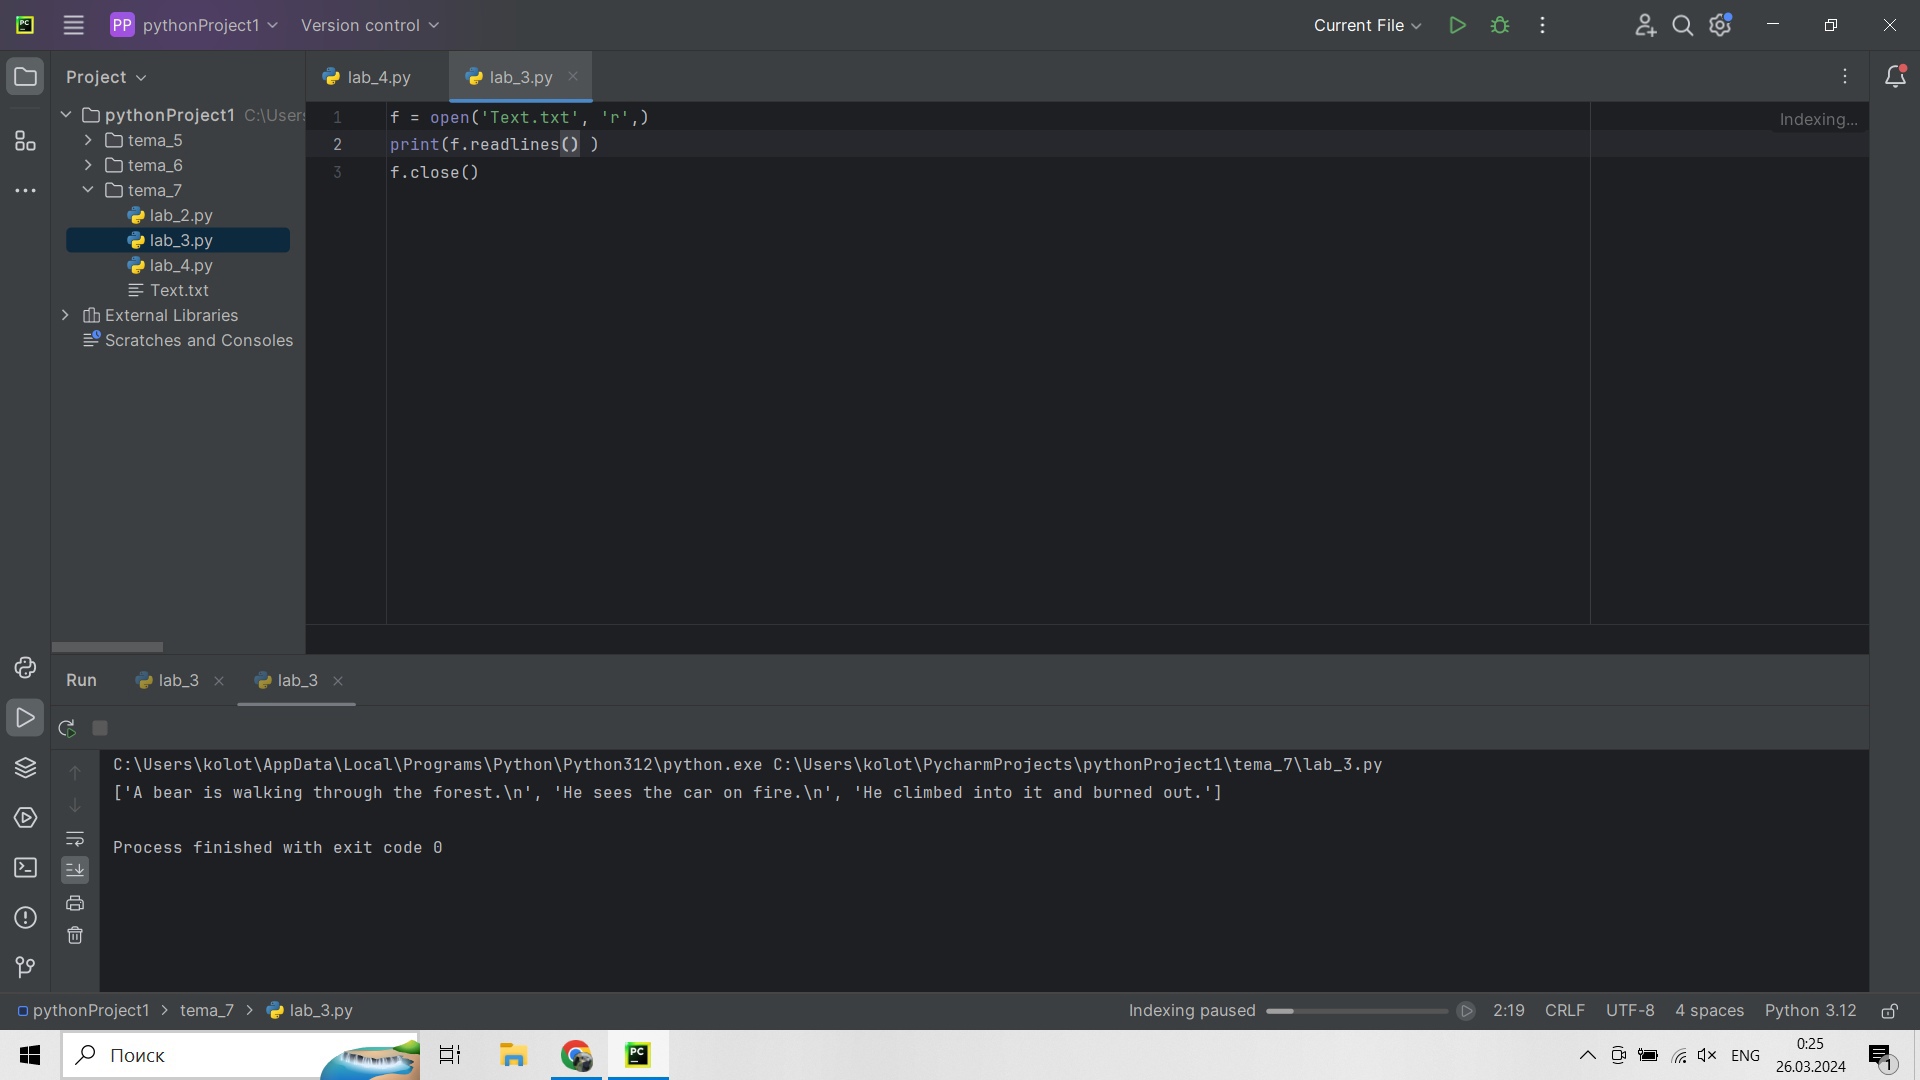 PC
PP pythonProject1 Version control
Current File
Project
lab_4.py
lab_3.py
pythonProject1 C:\Users
tema_5
tema_6
tema_7
lab_2.py
lab_3.py
lab_4.py
Text.txt
External Libraries
Scratches and Consoles
1 f = open('Text.txt', 'r',)
2 print(f.readlines() )
3 f.close()
Indexing...
Run lab_3 lab_3
C:\Users\kolot\AppData\Local\Programs\Python\Python312\python.exe C:\Users\kolot\PycharmProjects\pythonProject1\tema_7\lab_3.py
['A bear is walking through the forest.\n', 'He sees the car on fire.\n', 'He climbed into it and burned out.']
Process finished with exit code 0
pythonProject1 > tema_7 > lab_3.py
Indexing paused 2:19 CRLF UTF-8 4 spaces Python 3.12
Поиск
PC
ENG
0:25
26.03.2024
1